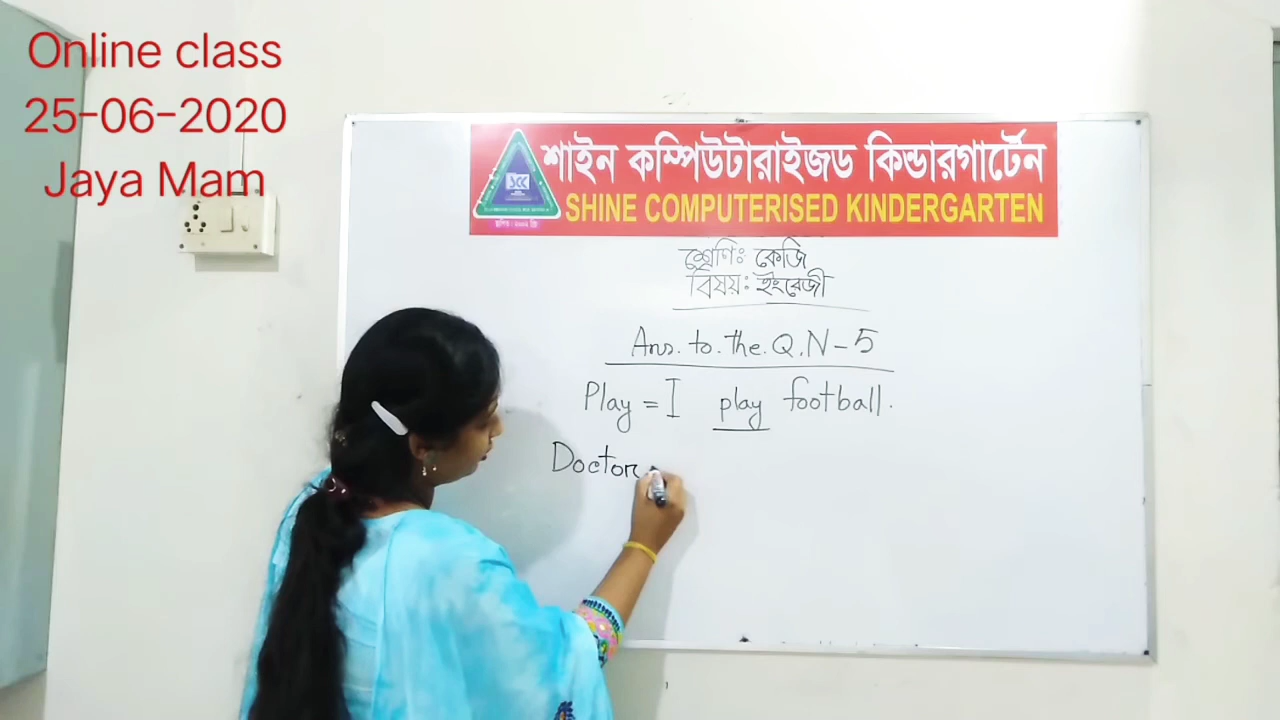 Online class
25-06-2020
Jaya Mam
শাইন কম্পিউটারাইজড কিন্ডারগার্টেন
SHINE COMPUTERISED KINDERGARTEN
শ্রেণিঃ কেজি
বিষয়ঃ ইংরেজী
Ans. to. the. Q. N - 5
Play = I play football.
Doctor